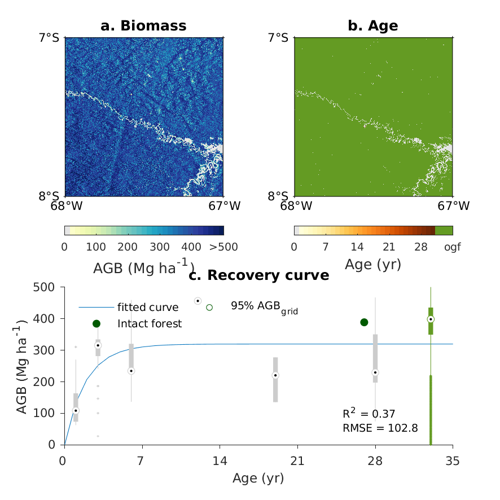 a. Biomass
b. Age
7°S
7°S
8°S
8°S
68°W
67°W
68°W
67°W
0 100 200 300 400 >500
0 7 14 21 28 ogf
AGB (Mg ha⁻¹)
Age (yr)
c. Recovery curve
500
400
300
200
100
0
AGB (Mg ha⁻¹)
fitted curve
95% AGBgrid
Intact forest
R² = 0.37
RMSE = 102.8
0 7 14 21 28 35
Age (yr)